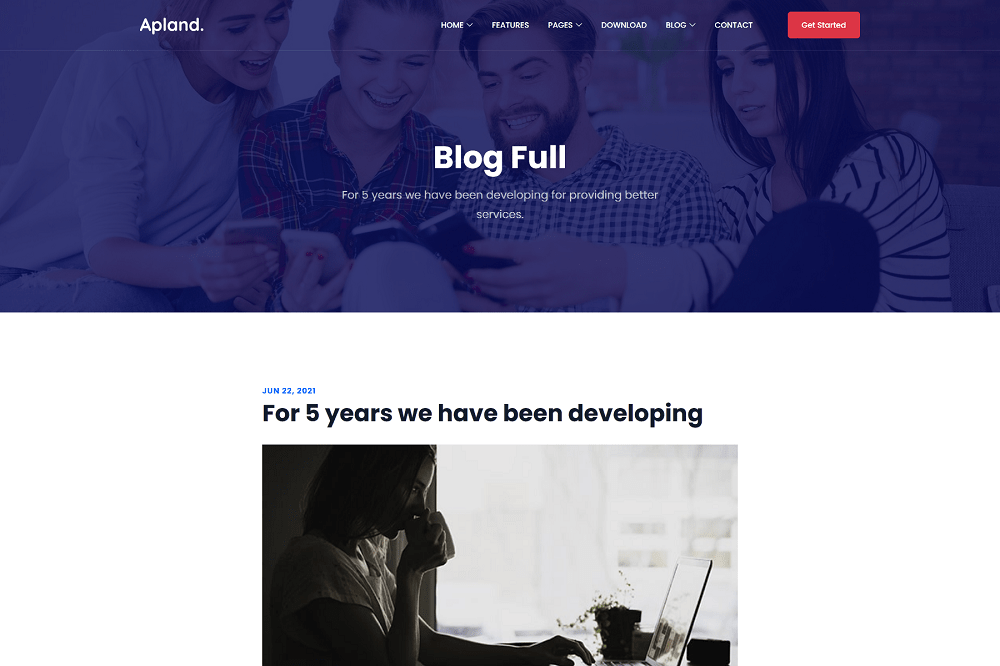 Apland.
HOME FEATURES PAGES DOWNLOAD BLOG CONTACT Get Started
Blog Full
For 5 years we have been developing for providing better
services.
JUN 22, 2021
For 5 years we have been developing